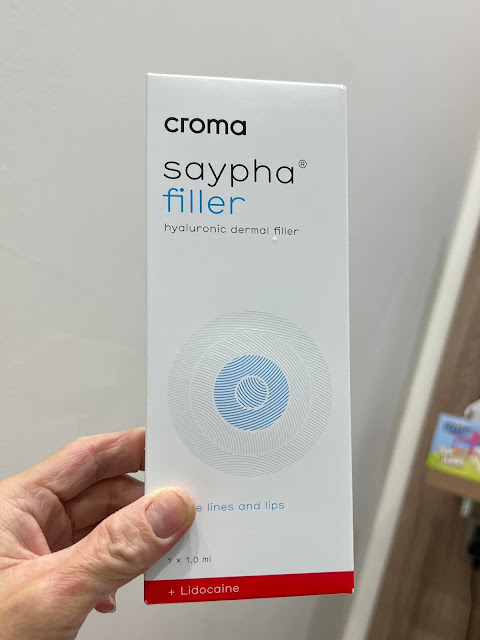 croma
saypha®
filler
hyaluronic dermal filler
lines and lips
1 x 1.0 ml
+ Lidocaine